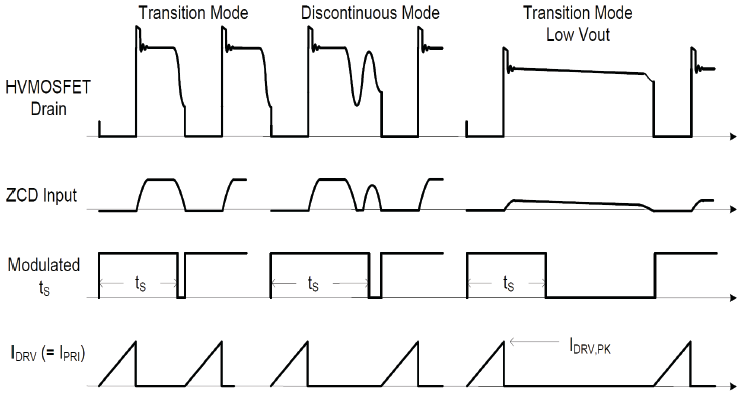 Transition Mode
Discontinuous Mode
Transition Mode
Low Vout
HVMOSFET
Drain
ZCD Input
Modulated
tS
tS
tS
tS
IDRV (= IPRI)
IDRV,PK